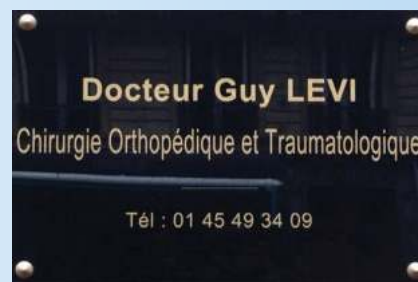 Docteur Guy LEVI
Chirurgie Orthopédique et Traumatologique
Tél : 01 45 49 34 09